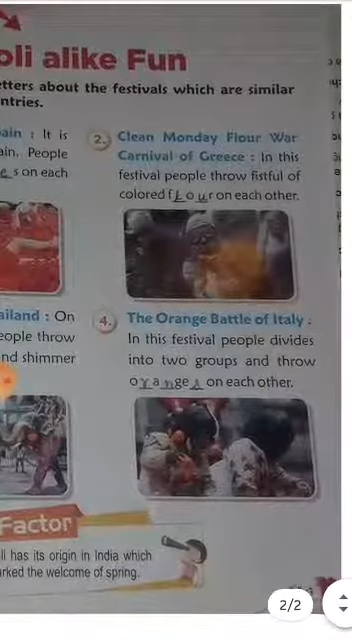 oli alike Fun
etters about the festivals which are similar
ntries.
ain : It is
ain. People
e s on each
2. Clean Monday Flour War
Carnival of Greece : In this
festival people throw fistful of
colored f l o u r on each other.
ailand : On
eople throw
nd shimmer
4. The Orange Battle of Italy :
In this festival people divides
into two groups and throw
o r a n g e s on each other.
Factor
li has its origin in India which
arked the welcome of spring.
2/2